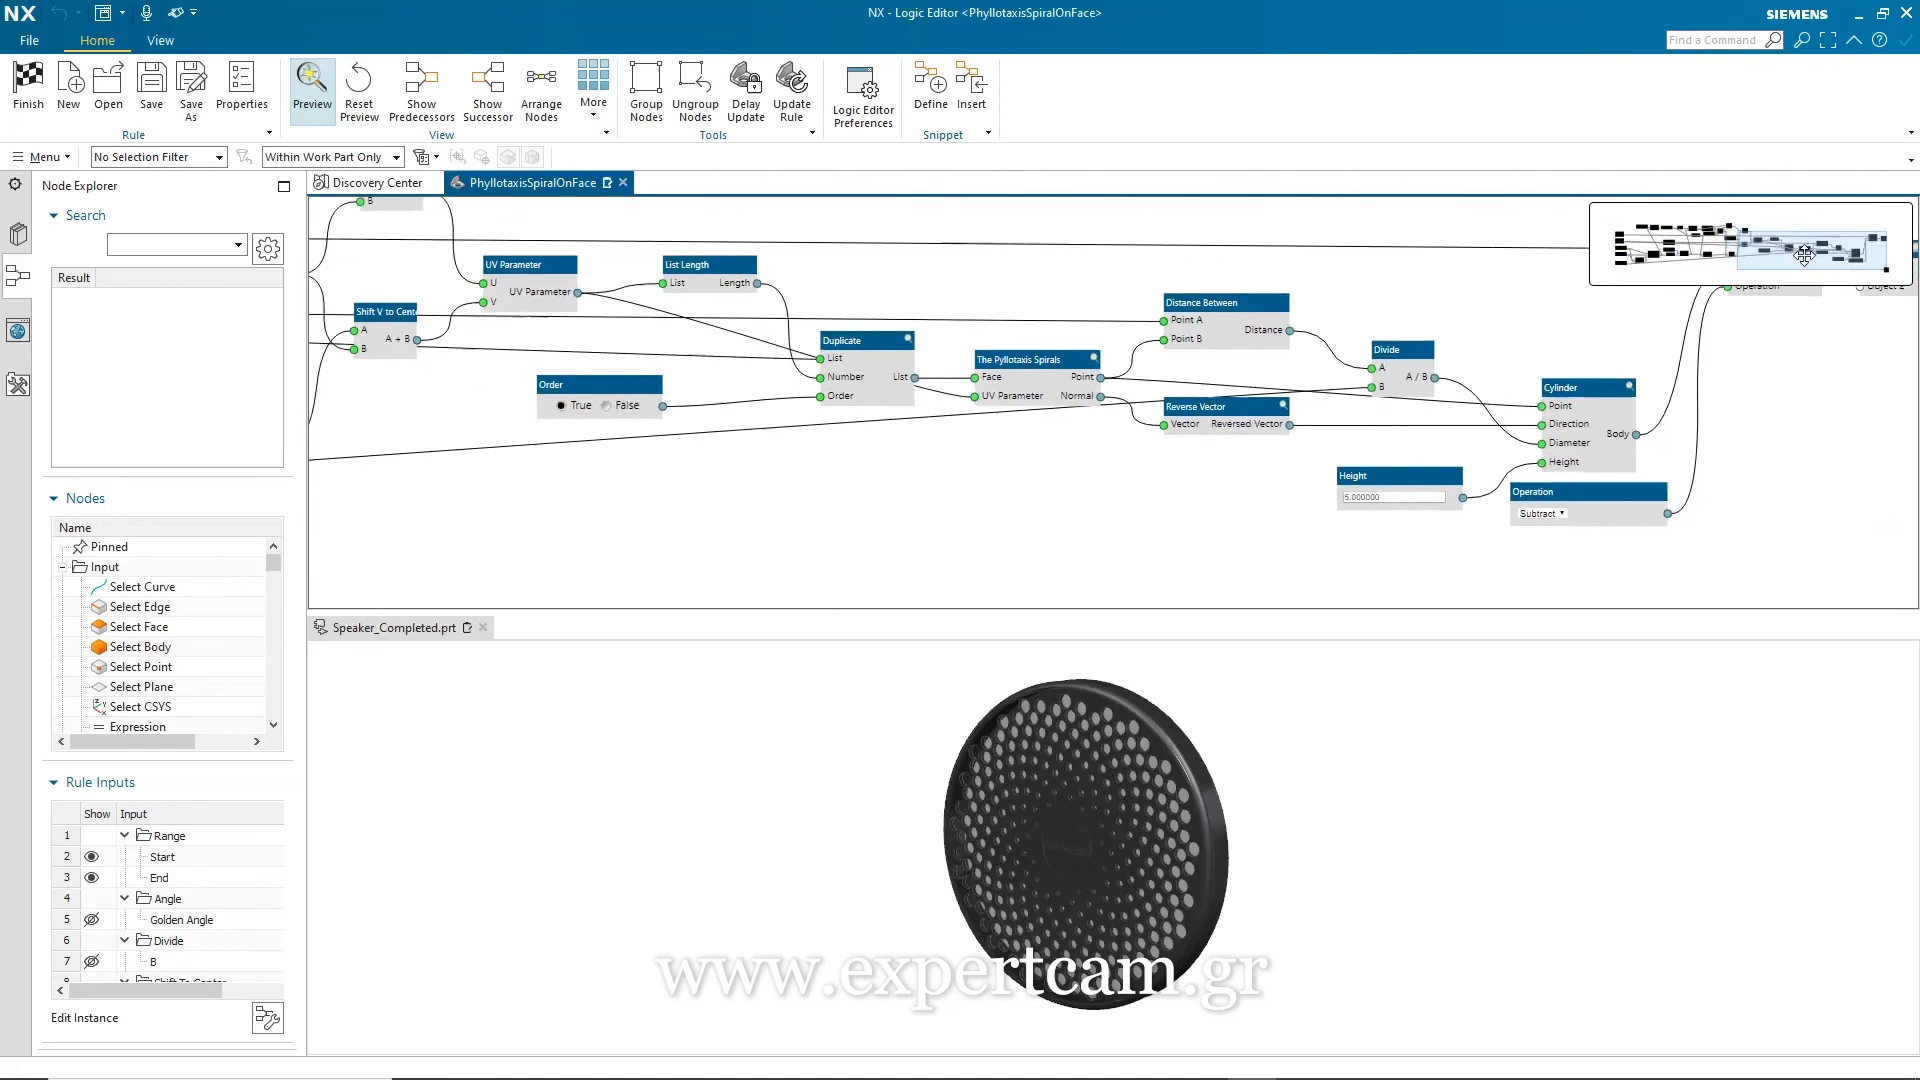 NX
NX - Logic Editor <PhyllotaxisSpiralOnFace>
SIEMENS
File
Home
View
Find a Command
Finish
New
Open
Save
Save As
Properties
Preview
Reset Preview
Show Predecessors
Show Successor
Arrange Nodes
More
Group Nodes
Ungroup Nodes
Delay Update
Update Rule
Logic Editor Preferences
Define
Insert
Rule
View
Tools
Snippet
Menu
No Selection Filter
Within Work Part Only
Node Explorer
Discovery Center
PhyllotaxisSpiralOnFace
Search
Result
B
UV Parameter
U
UV Parameter
V
List Length
List
Length
Shift V to Cent
A
A + B
B
Distance Between
Point A
Distance
Point B
Operation
Duplicate
List
Number
List
Order
Order
True
False
The Pyllotaxis Spirals
Face
Point
UV Parameter
Normal
Reverse Vector
Vector
Reversed Vector
Divide
A
A / B
B
Cylinder
Point
Direction
Body
Diameter
Height
Height
5.000000
Operation
Subtract
Nodes
Name
Pinned
Input
Select Curve
Select Edge
Select Face
Select Body
Select Point
Select Plane
Select CSYS
Expression
Speaker_Completed.prt
Rule Inputs
Show
Input
1
Range
2
Start
3
End
4
Angle
5
Golden Angle
6
Divide
7
B
Edit Instance
www.expertcam.gr